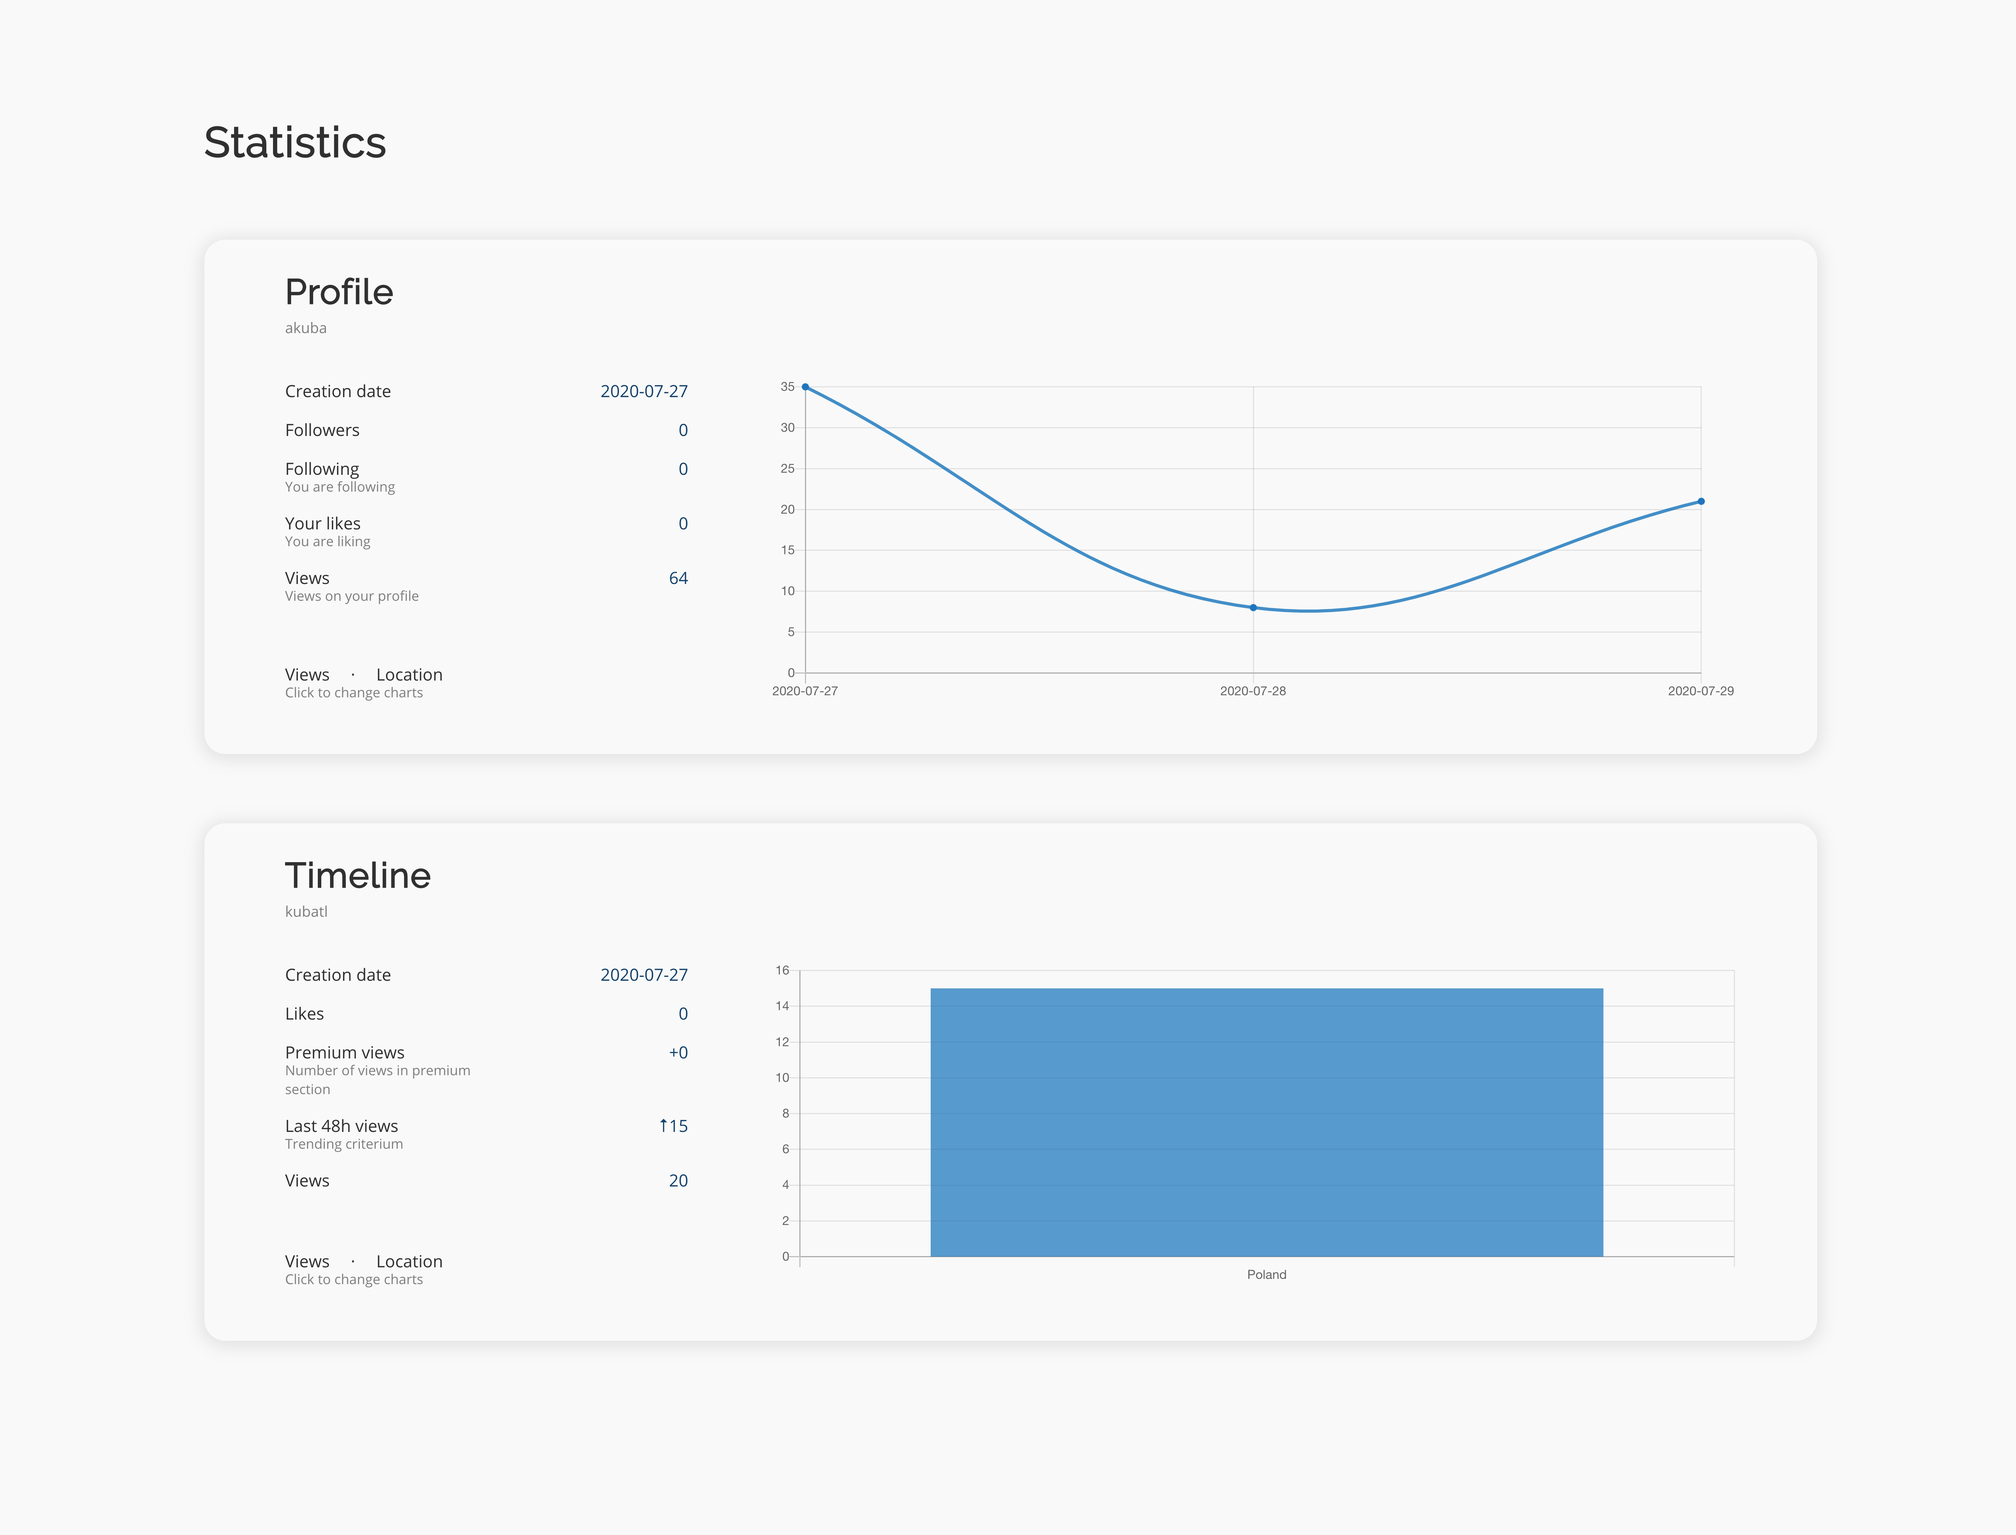 Statistics
Profile
akuba
Creation date 2020-07-27
Followers 0
Following 0
You are following
Your likes 0
You are liking
Views 64
Views on your profile
Views · Location
Click to change charts
35
30
25
20
15
10
5
0
2020-07-27 2020-07-28 2020-07-29
Timeline
kubatl
Creation date 2020-07-27
Likes 0
Premium views +0
Number of views in premium
section
Last 48h views ↑15
Trending criterium
Views 20
Views · Location
Click to change charts
16
14
12
10
8
6
4
2
0
Poland